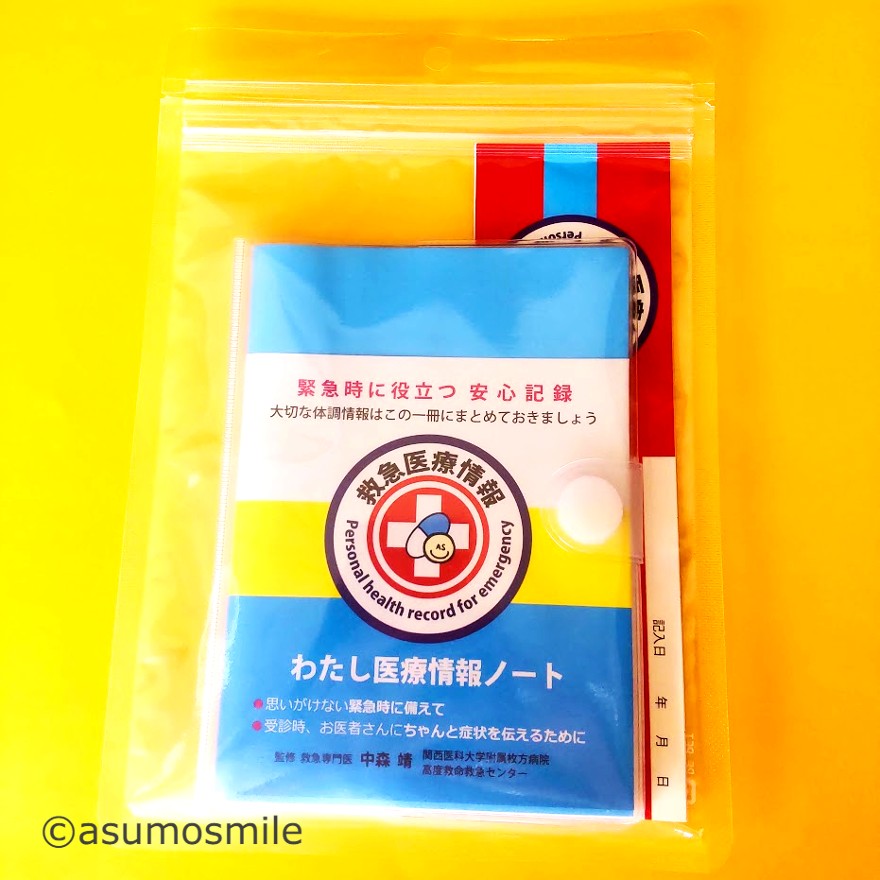 緊急時に役立つ 安心記録
大切な体調情報はこの一冊にまとめておきましょう
救急医療情報
AS
Personal health record for emergency
わたし医療情報ノート
●思いがけない緊急時に備えて
●受診時、お医者さんにちゃんと症状を伝えるために
監修 救急専門医 中森 靖 関西医科大学附属枚方病院
高度救命救急センター
Person
記入日 年 月 日
©asumosmile